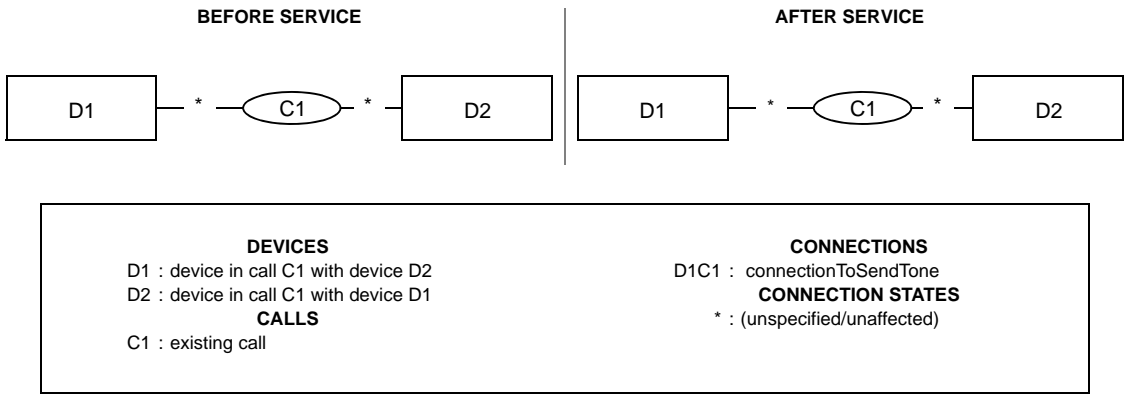 BEFORE SERVICE
AFTER SERVICE
D1 * C1 * D2
D1 * C1 * D2
DEVICES
D1 : device in call C1 with device D2
D2 : device in call C1 with device D1
CALLS
C1 : existing call
CONNECTIONS
D1C1 : connectionToSendTone
CONNECTION STATES
* : (unspecified/unaffected)